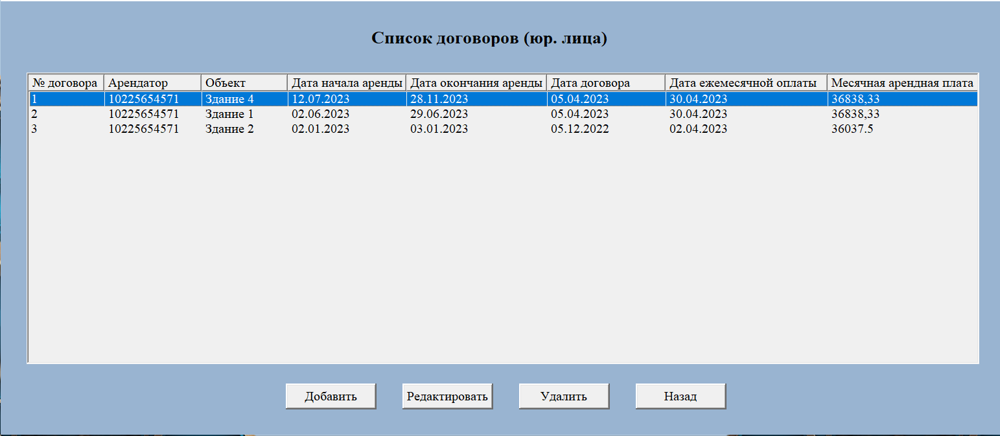 Список договоров (юр. лица)
№ договора Арендатор Объект Дата начала аренды Дата окончания аренды Дата договора Дата ежемесячной оплаты Месячная арендная плата
1 10225654571 Здание 4 12.07.2023 28.11.2023 05.04.2023 30.04.2023 36838,33
2 10225654571 Здание 1 02.06.2023 29.06.2023 05.04.2023 30.04.2023 36838,33
3 10225654571 Здание 2 02.01.2023 03.01.2023 05.12.2022 02.04.2023 36037.5
Добавить Редактировать Удалить Назад